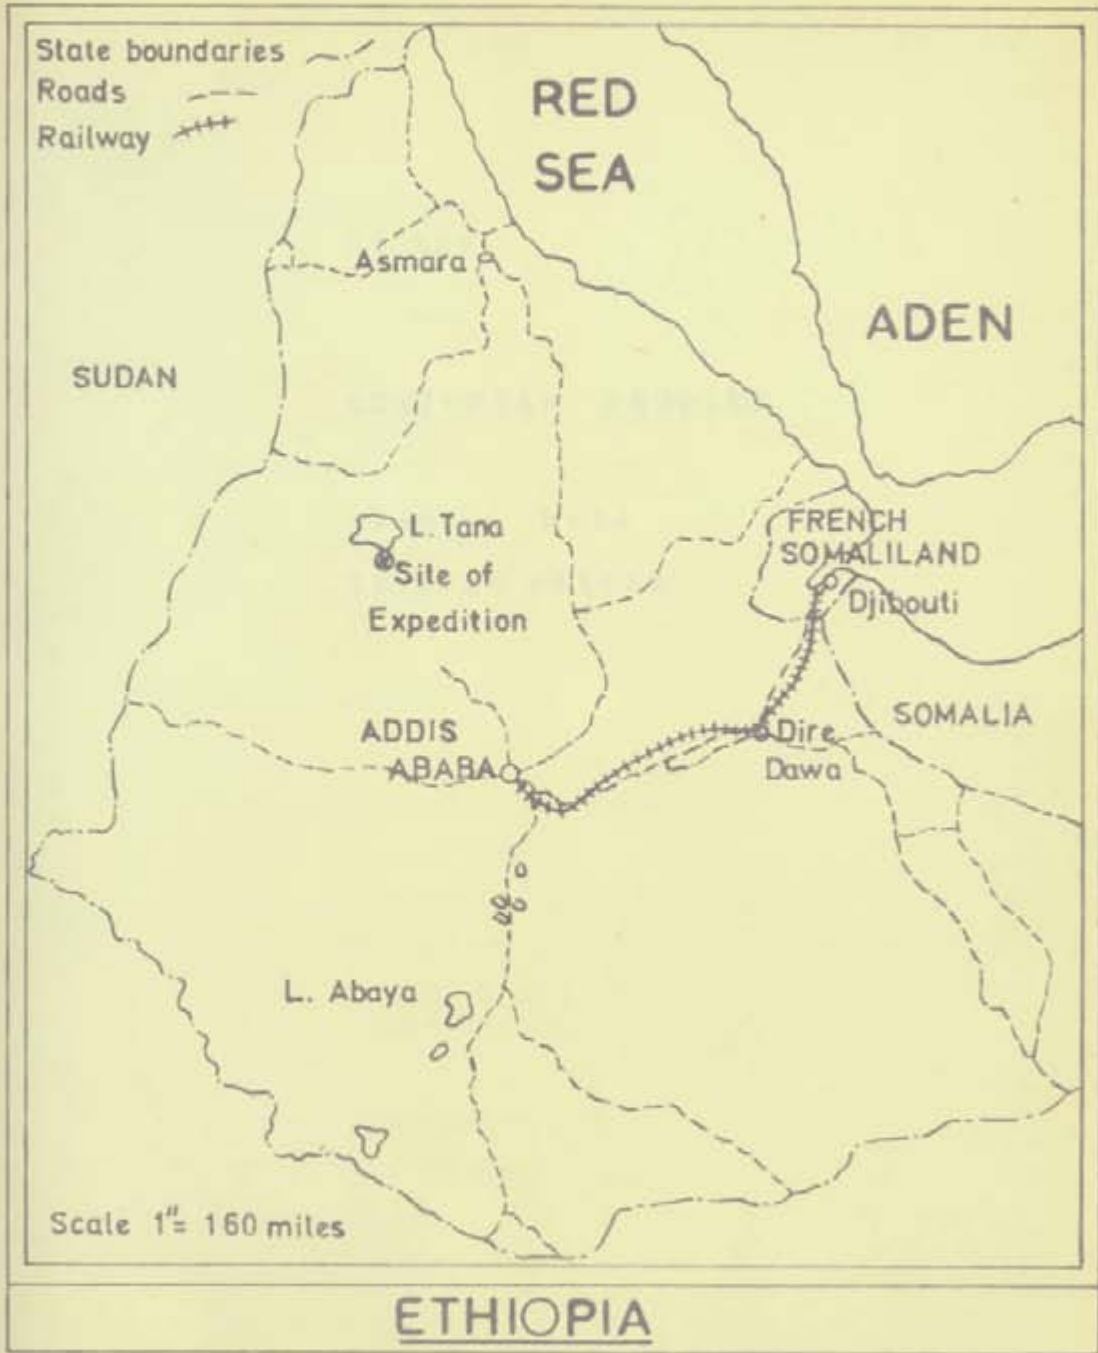 State boundaries
Roads
Railway
RED
SEA
Asmara
ADEN
SUDAN
L. Tana
Site of
Expedition
FRENCH
SOMALILAND
Djibouti
ADDIS
ABABA
Dire
Dawa
SOMALIA
L. Abaya
Scale 1" = 160 miles
ETHIOPIA